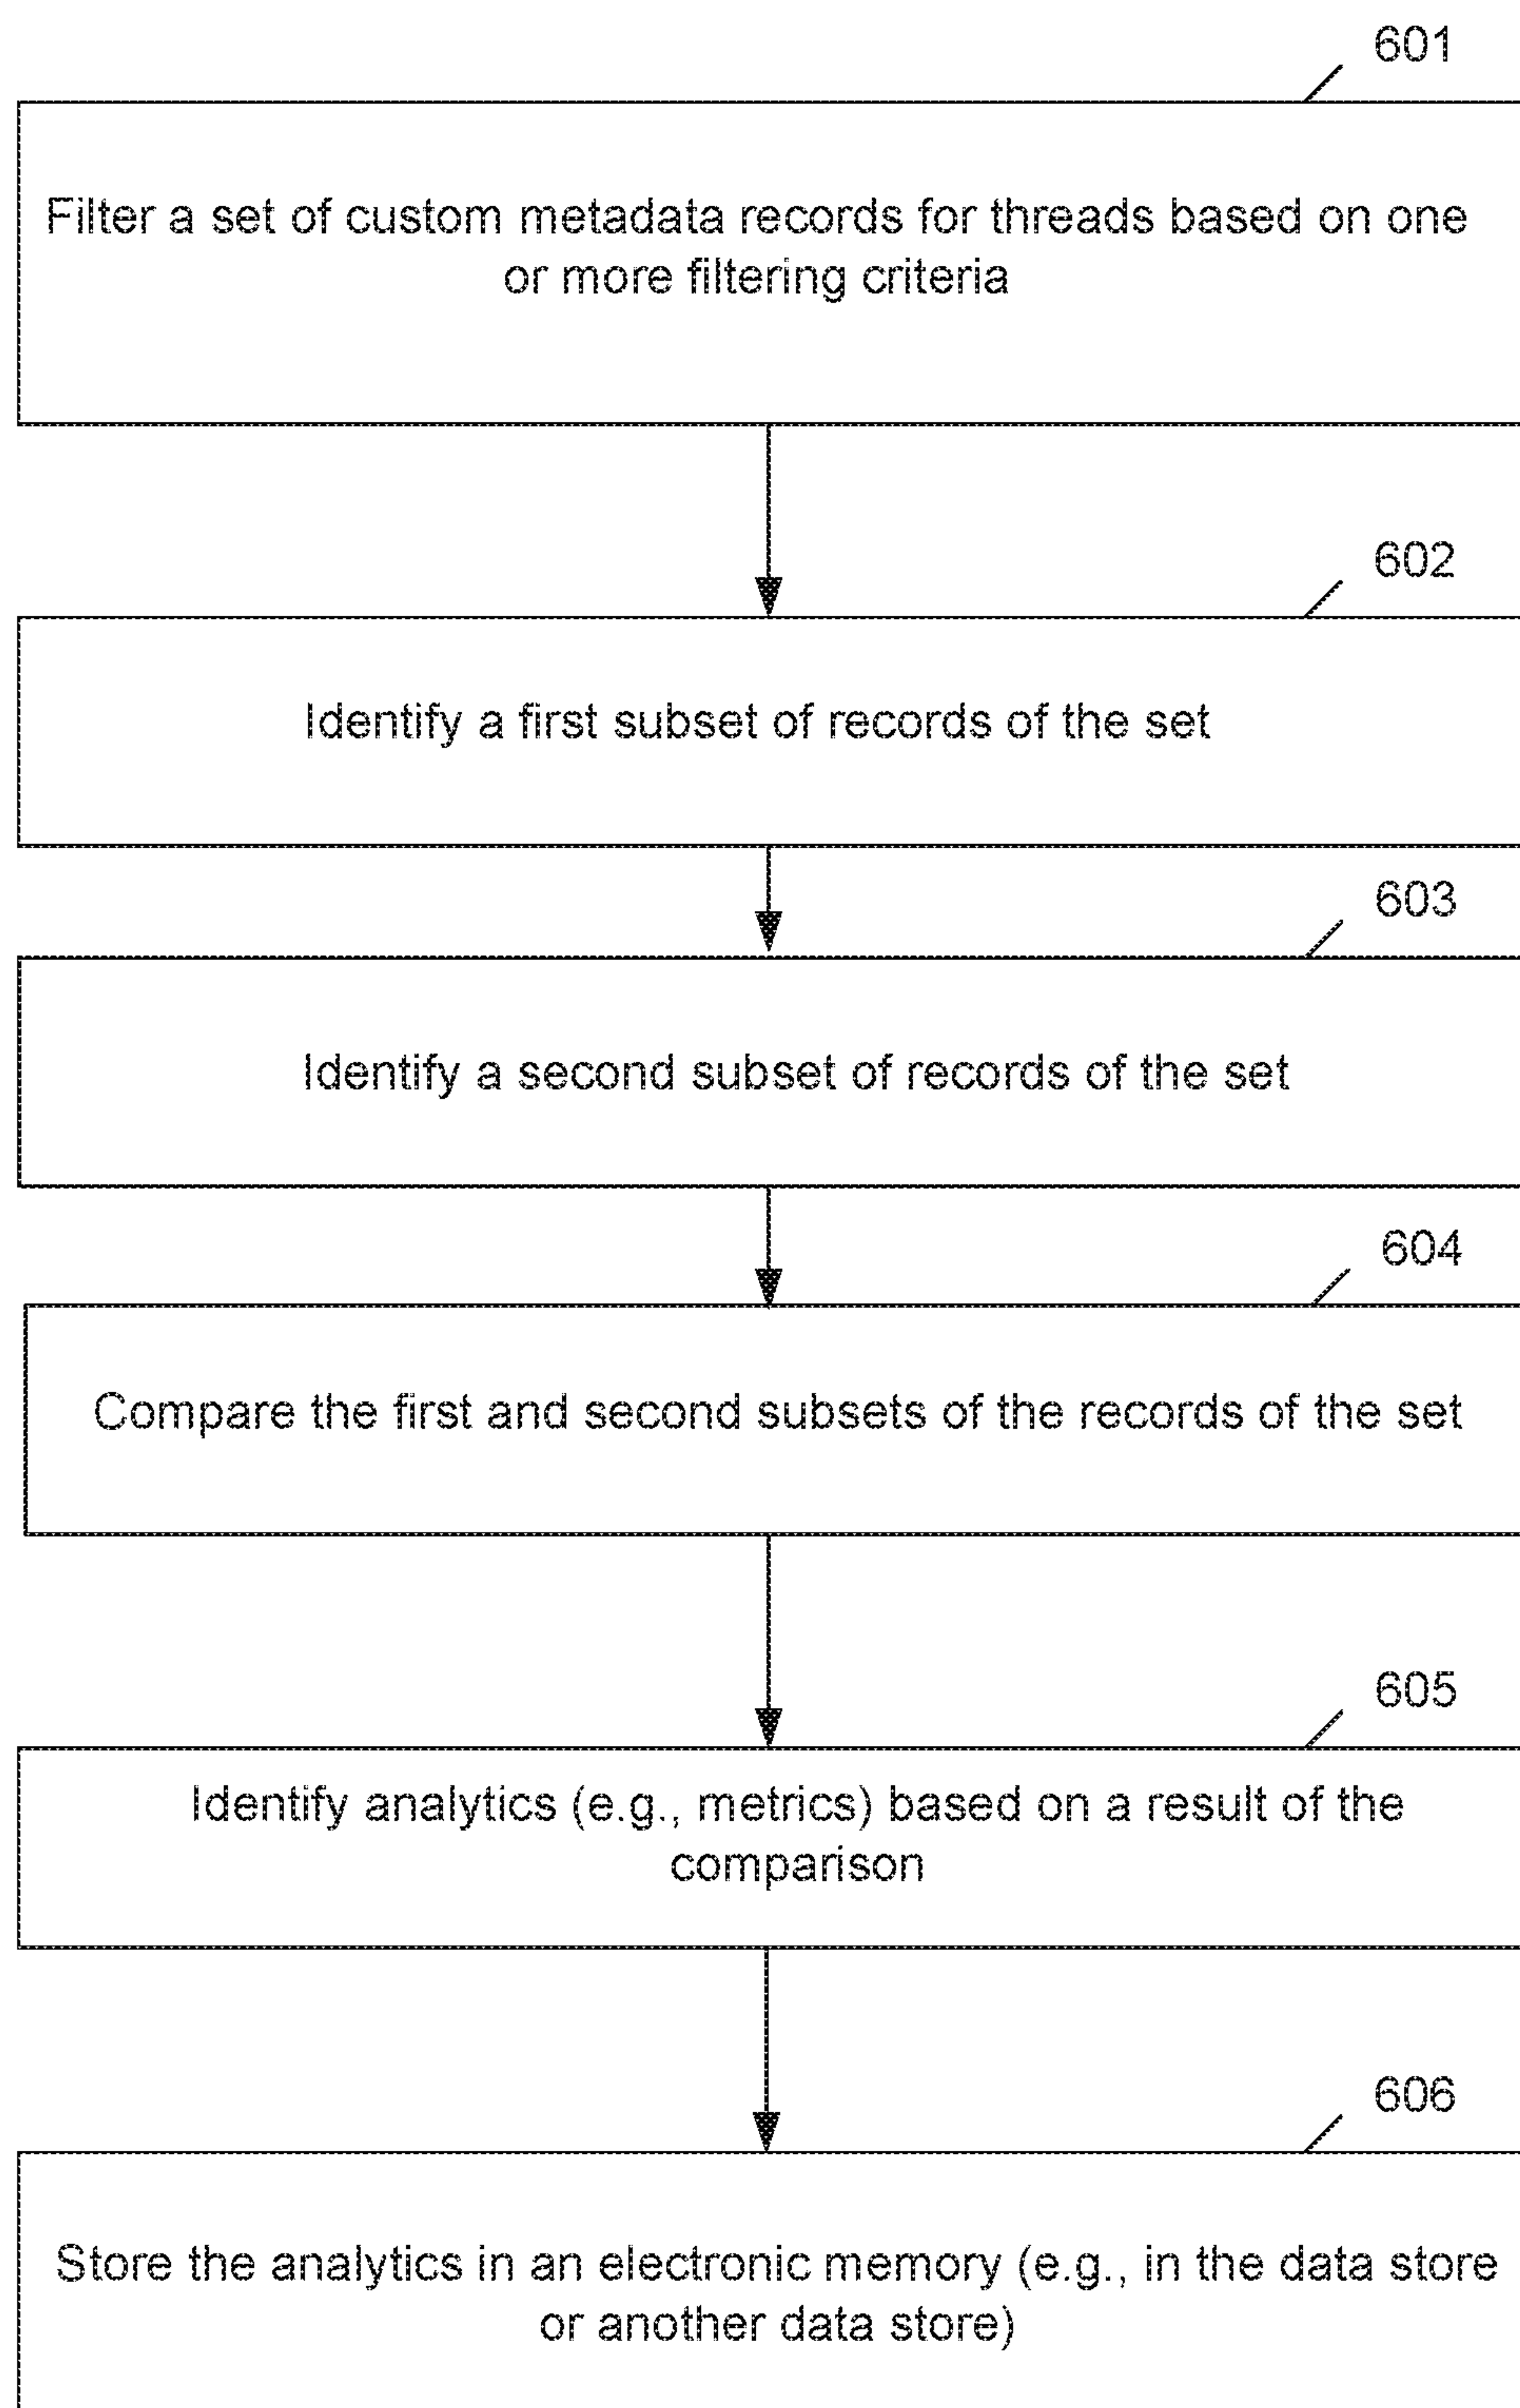 601
Filter a set of custom metadata records for threads based on one
or more filtering criteria
602
Identify a first subset of records of the set
603
Identify a second subset of records of the set
604
Compare the first and second subsets of the records of the set
605
Identify analytics (e.g., metrics) based on a result of the
comparison
606
Store the analytics in an electronic memory (e.g., in the data store
or another data store)